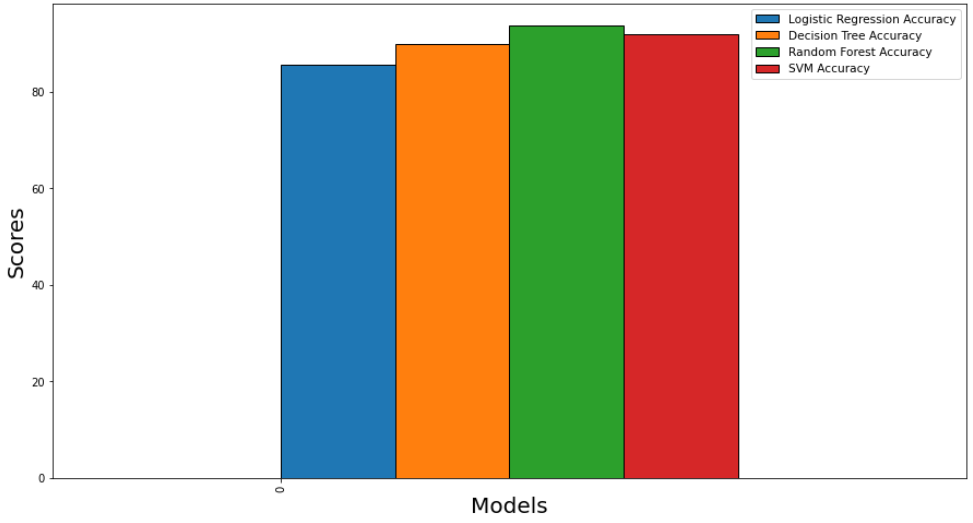 Logistic Regression Accuracy
Decision Tree Accuracy
Random Forest Accuracy
SVM Accuracy
80
60
40
20
0
Scores
0
Models